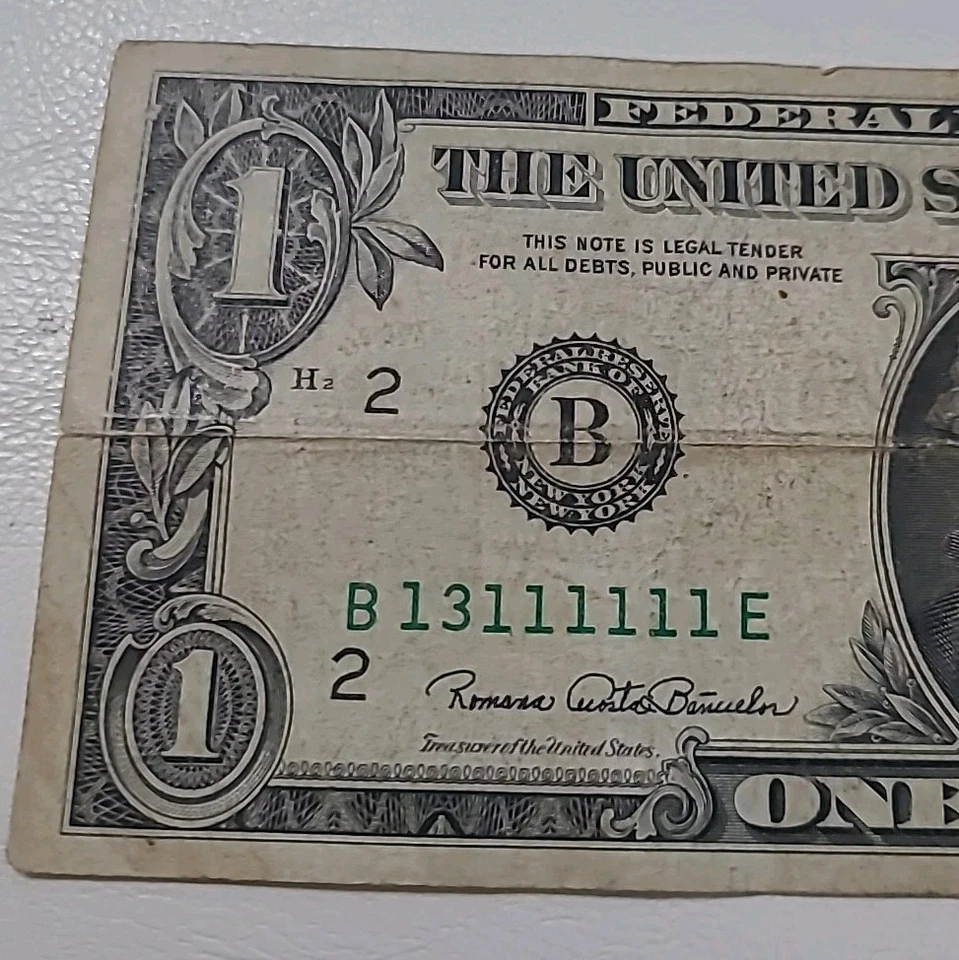 FEDERAL
THE UNITED S
THIS NOTE IS LEGAL TENDER
FOR ALL DEBTS, PUBLIC AND PRIVATE
1
H2 2
FEDERAL RESERVE
BANK OF
B
NEW YORK
NEW YORK
B13111111E
2
1
Romana Acosta Bañuelos
Treasurer of the United States.
ONE